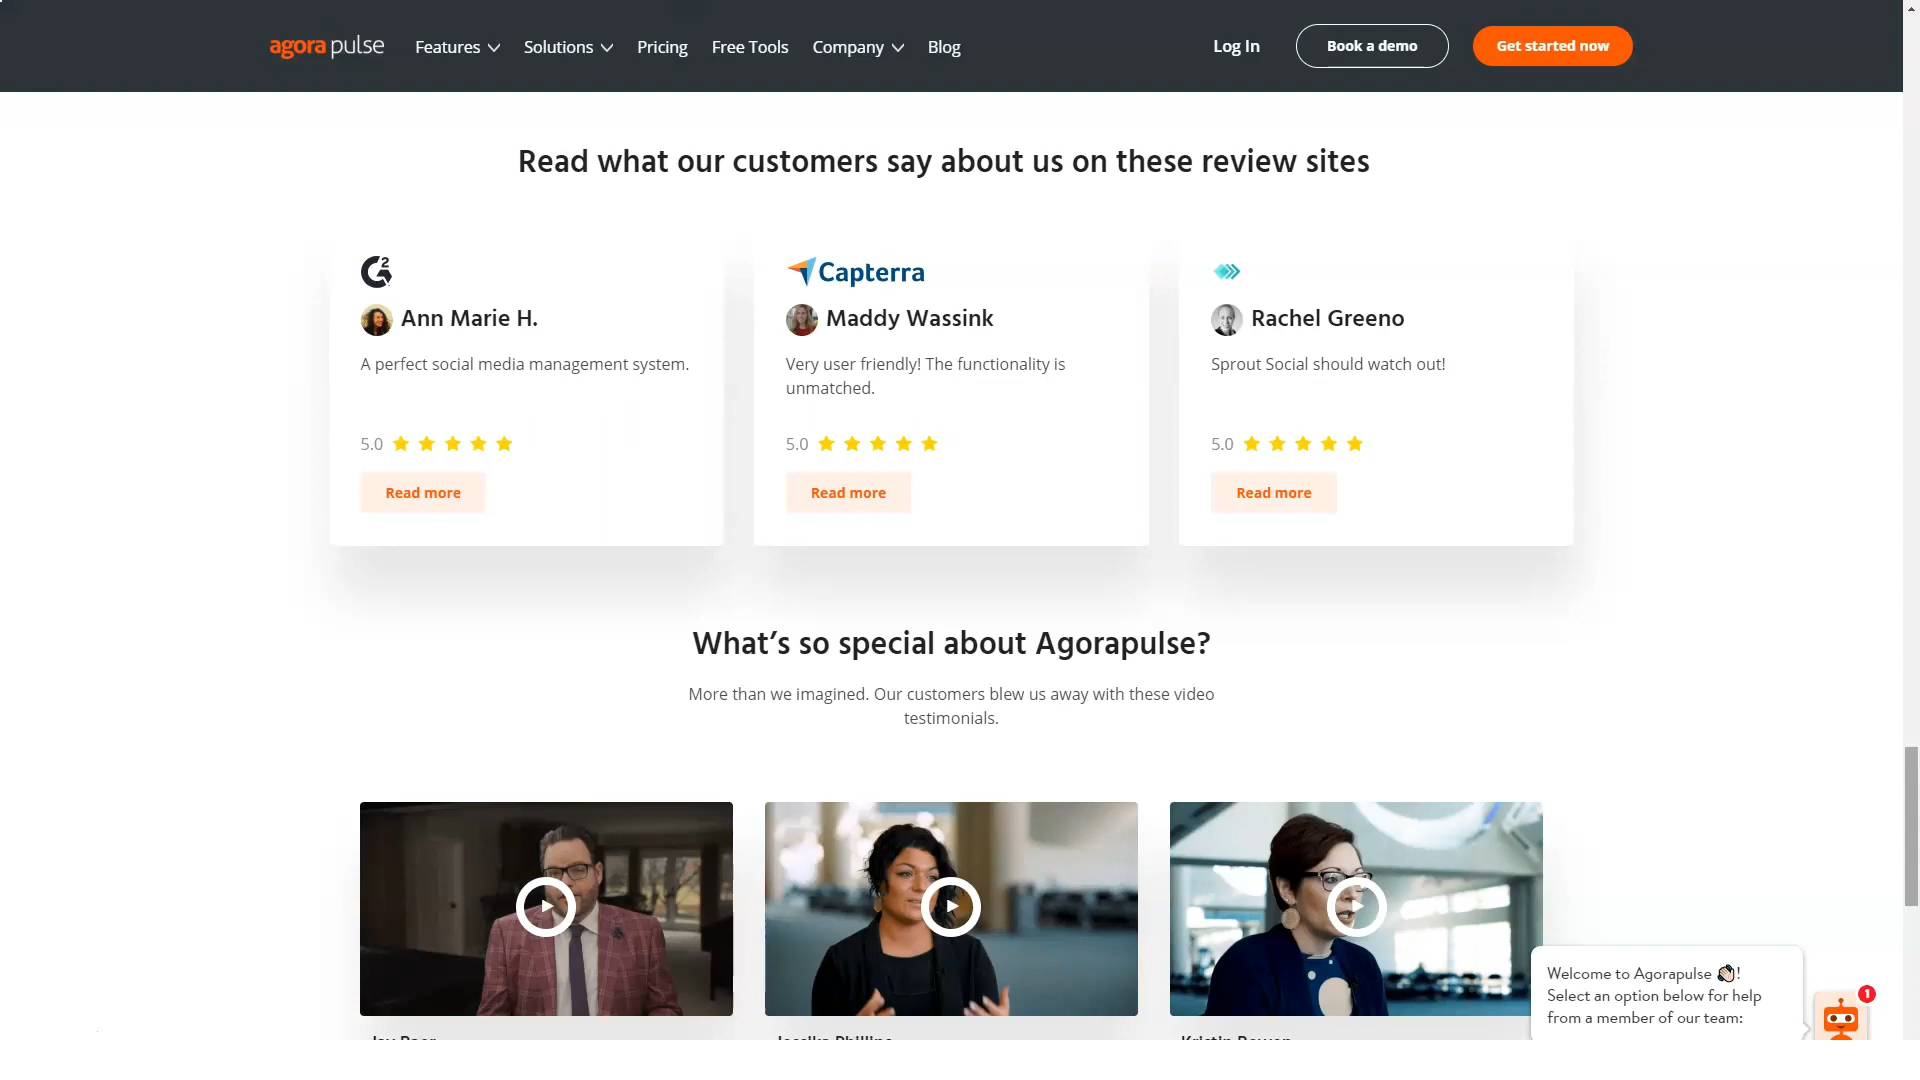 agorapulse Features Solutions Pricing Free Tools Company Blog Log In Book a demo Get started now
Read what our customers say about us on these review sites
G2
Ann Marie H.
A perfect social media management system.
5.0
Read more
Capterra
Maddy Wassink
Very user friendly! The functionality is
unmatched.
5.0
Read more
Rachel Greeno
Sprout Social should watch out!
5.0
Read more
What's so special about Agorapulse?
More than we imagined. Our customers blew us away with these video
testimonials.
Welcome to Agorapulse 👋🏻!
Select an option below for help
from a member of our team:
1